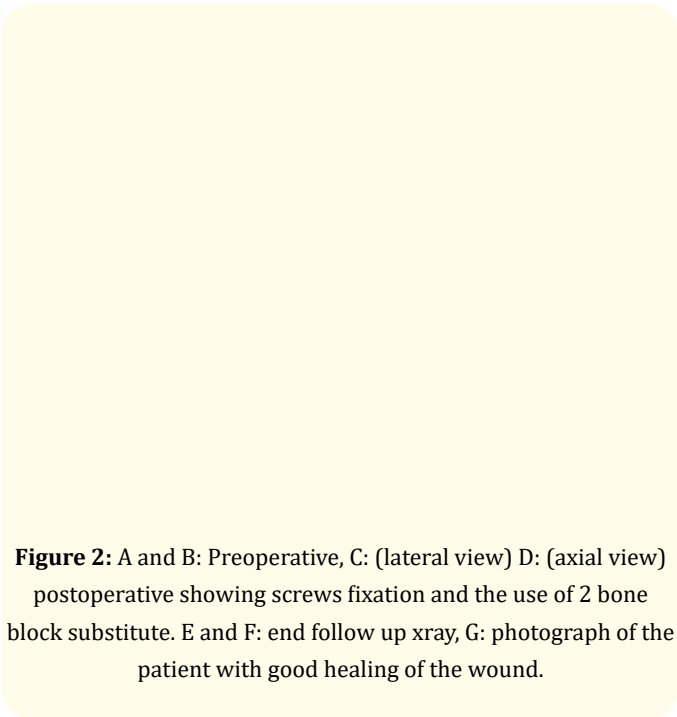 Figure 2: A and B: Preoperative, C: (lateral view) D: (axial view)
postoperative showing screws fixation and the use of 2 bone
block substitute. E and F: end follow up xray, G: photograph of the
patient with good healing of the wound.